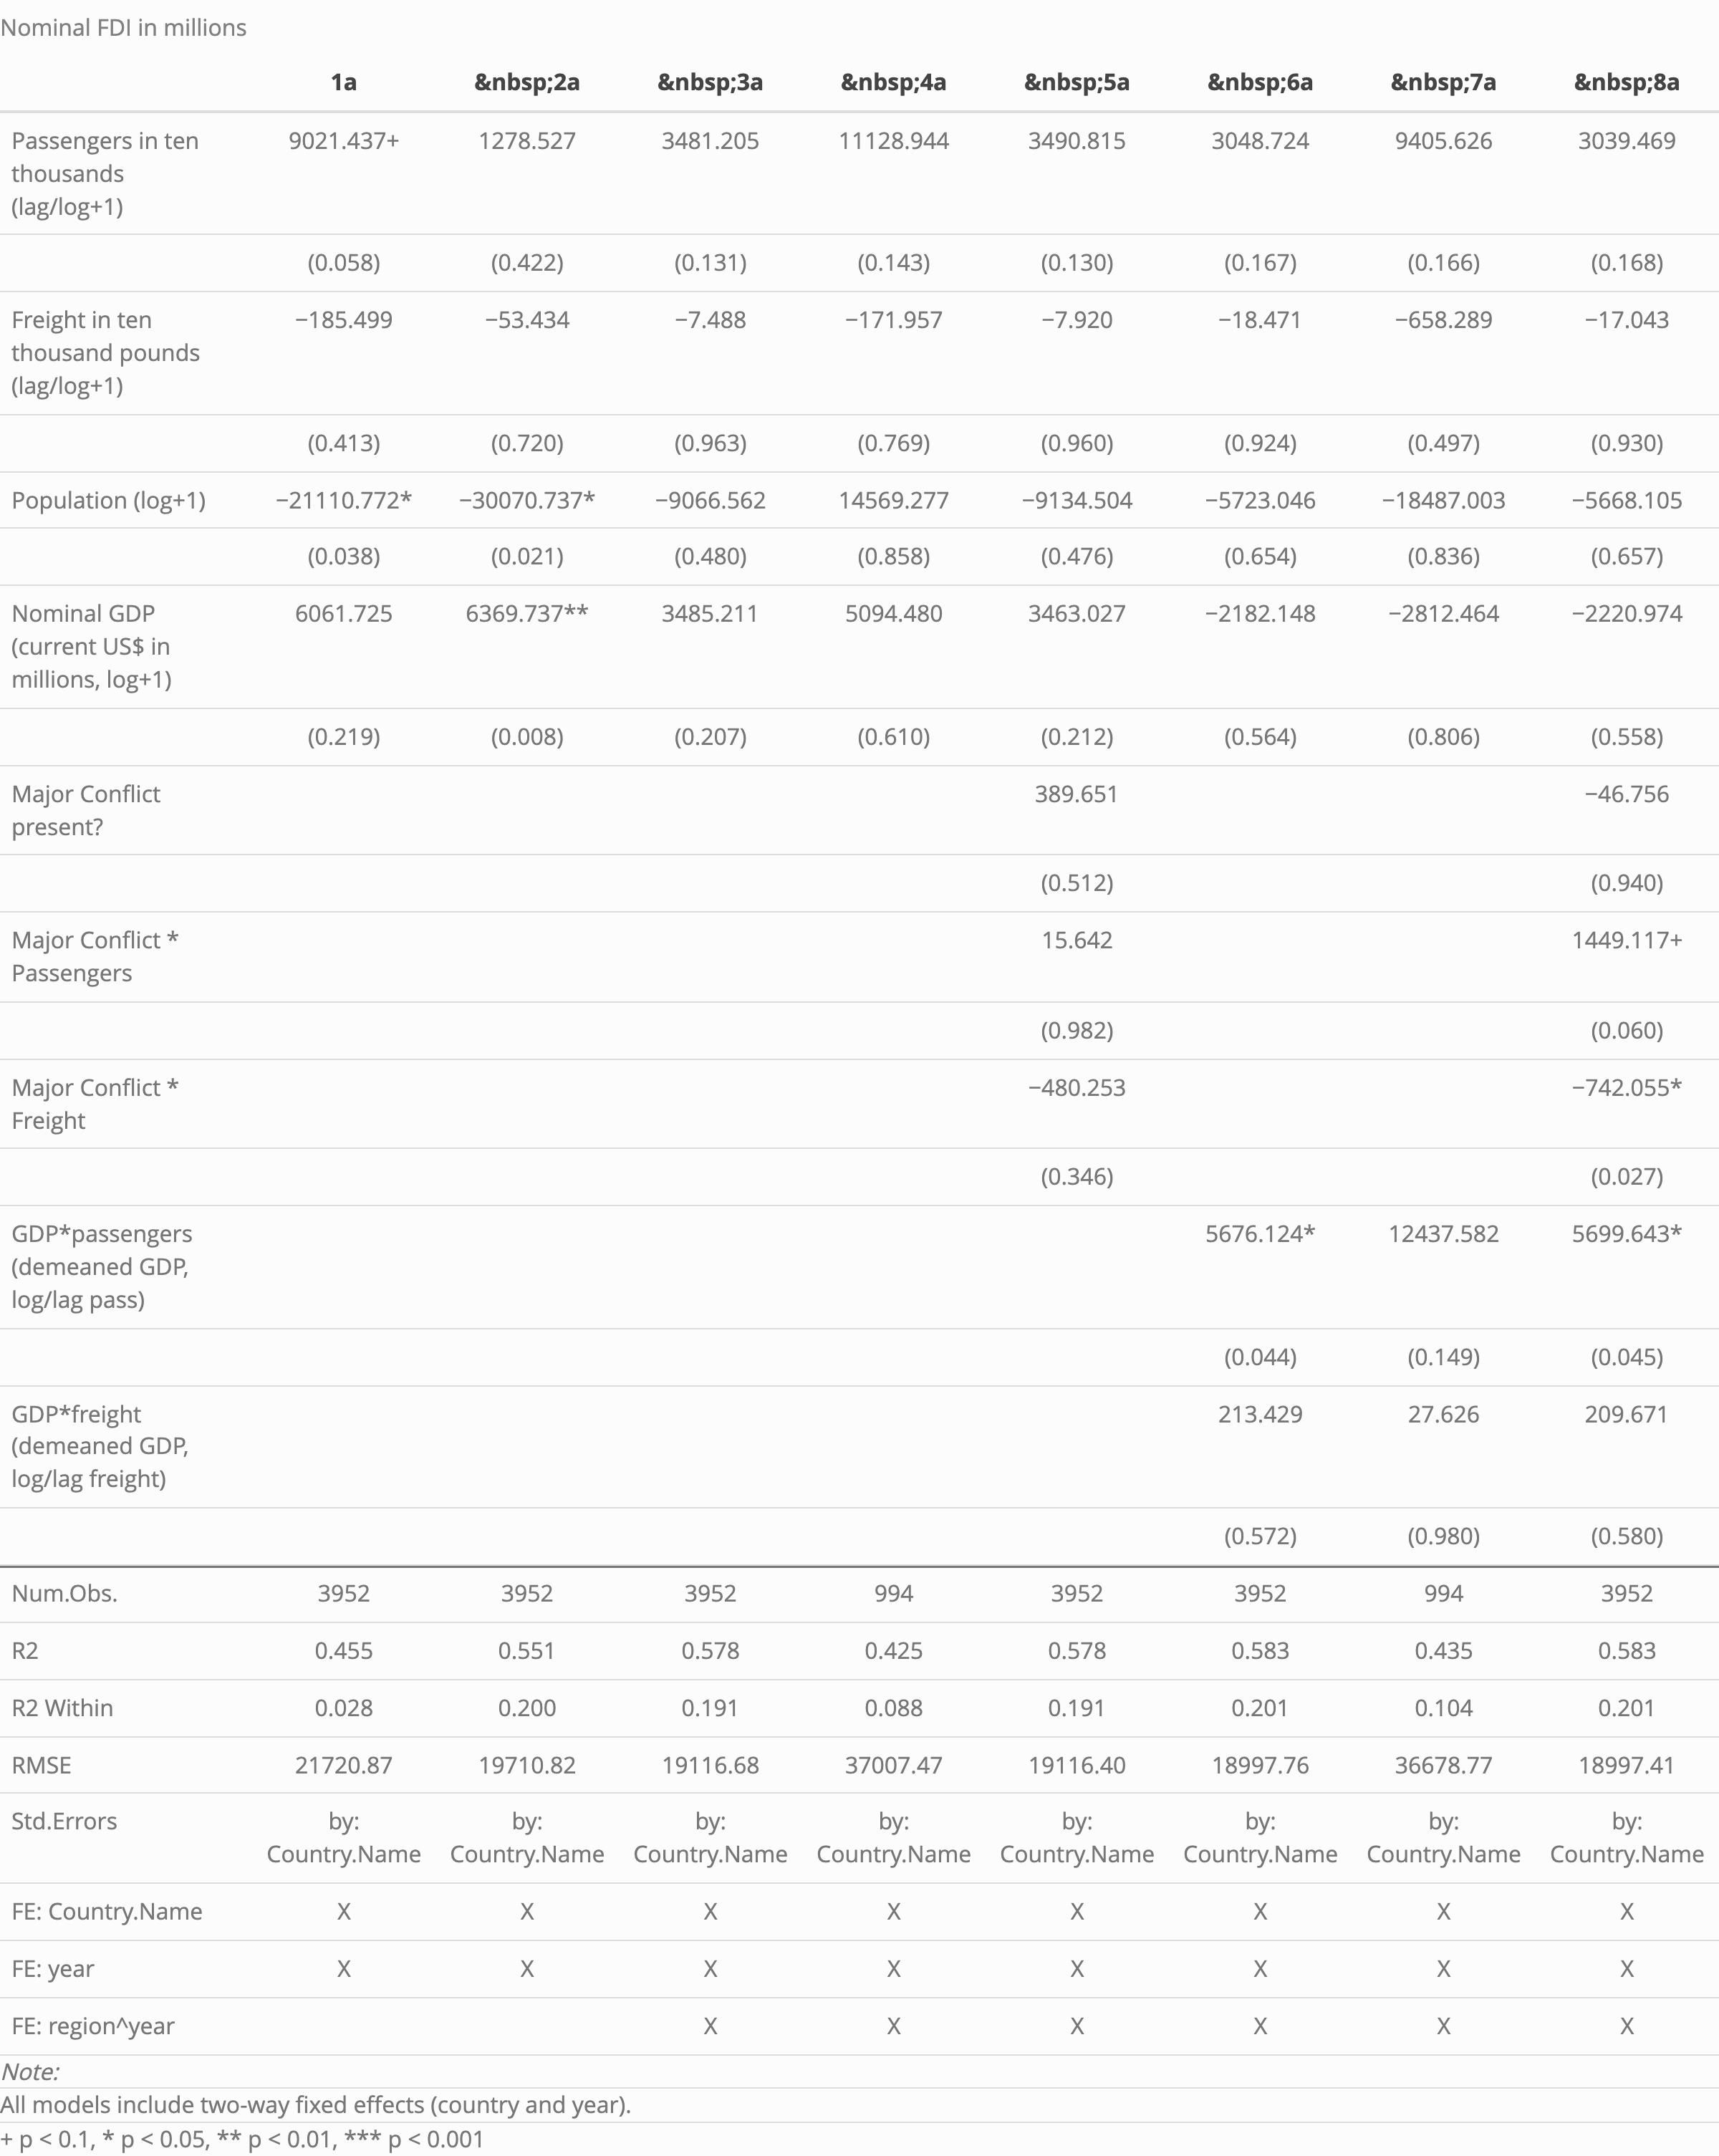 Nominal FDI in millions
1a &nbsp;2a &nbsp;3a &nbsp;4a &nbsp;5a &nbsp;6a &nbsp;7a &nbsp;8a
Passengers in ten 9021.437+ 1278.527 3481.205 11128.944 3490.815 3048.724 9405.626 3039.469
thousands
(lag/log+1)
(0.058) (0.422) (0.131) (0.143) (0.130) (0.167) (0.166) (0.168)
Freight in ten −185.499 −53.434 −7.488 −171.957 −7.920 −18.471 −658.289 −17.043
thousand pounds
(lag/log+1)
(0.413) (0.720) (0.963) (0.769) (0.960) (0.924) (0.497) (0.930)
Population (log+1) −21110.772* −30070.737* −9066.562 14569.277 −9134.504 −5723.046 −18487.003 −5668.105
(0.038) (0.021) (0.480) (0.858) (0.476) (0.654) (0.836) (0.657)
Nominal GDP 6061.725 6369.737** 3485.211 5094.480 3463.027 −2182.148 −2812.464 −2220.974
(current US$ in
millions, log+1)
(0.219) (0.008) (0.207) (0.610) (0.212) (0.564) (0.806) (0.558)
Major Conflict 389.651 −46.756
present?
(0.512) (0.940)
Major Conflict * 15.642 1449.117+
Passengers
(0.982) (0.060)
Major Conflict * −480.253 −742.055*
Freight
(0.346) (0.027)
GDP*passengers 5676.124* 12437.582 5699.643*
(demeaned GDP,
log/lag pass)
(0.044) (0.149) (0.045)
GDP*freight 213.429 27.626 209.671
(demeaned GDP,
log/lag freight)
(0.572) (0.980) (0.580)
Num.Obs. 3952 3952 3952 994 3952 3952 994 3952
R2 0.455 0.551 0.578 0.425 0.578 0.583 0.435 0.583
R2 Within 0.028 0.200 0.191 0.088 0.191 0.201 0.104 0.201
RMSE 21720.87 19710.82 19116.68 37007.47 19116.40 18997.76 36678.77 18997.41
Std.Errors by: by: by: by: by: by: by: by:
Country.Name Country.Name Country.Name Country.Name Country.Name Country.Name Country.Name Country.Name
FE: Country.Name X X X X X X X X
FE: year X X X X X X X X
FE: region^year X X X X X X
Note:
All models include two-way fixed effects (country and year).
+ p < 0.1, * p < 0.05, ** p < 0.01, *** p < 0.001